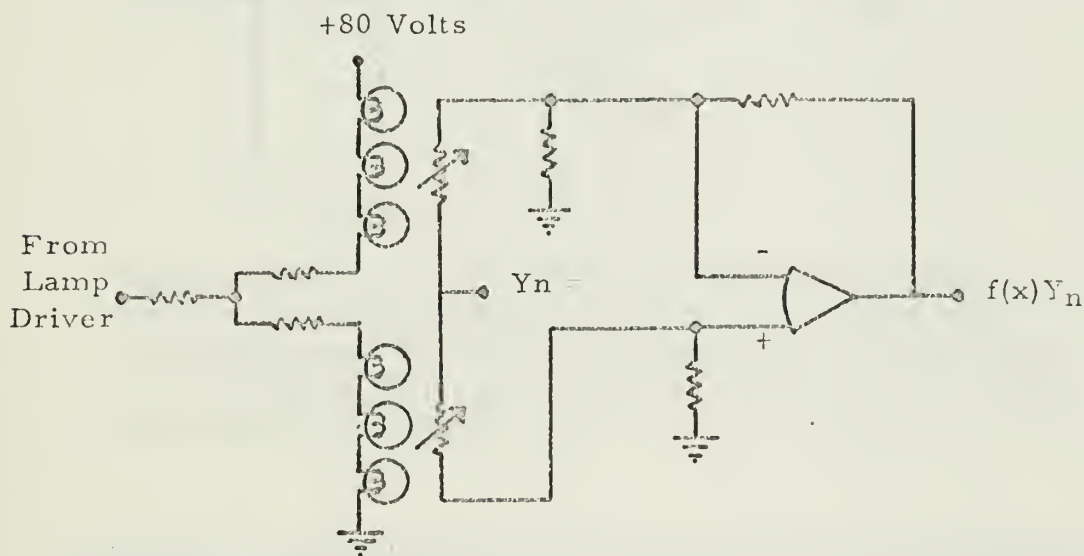 +80 Volts
From
Lamp
Driver
Yn =
-
+
f(x)Yn